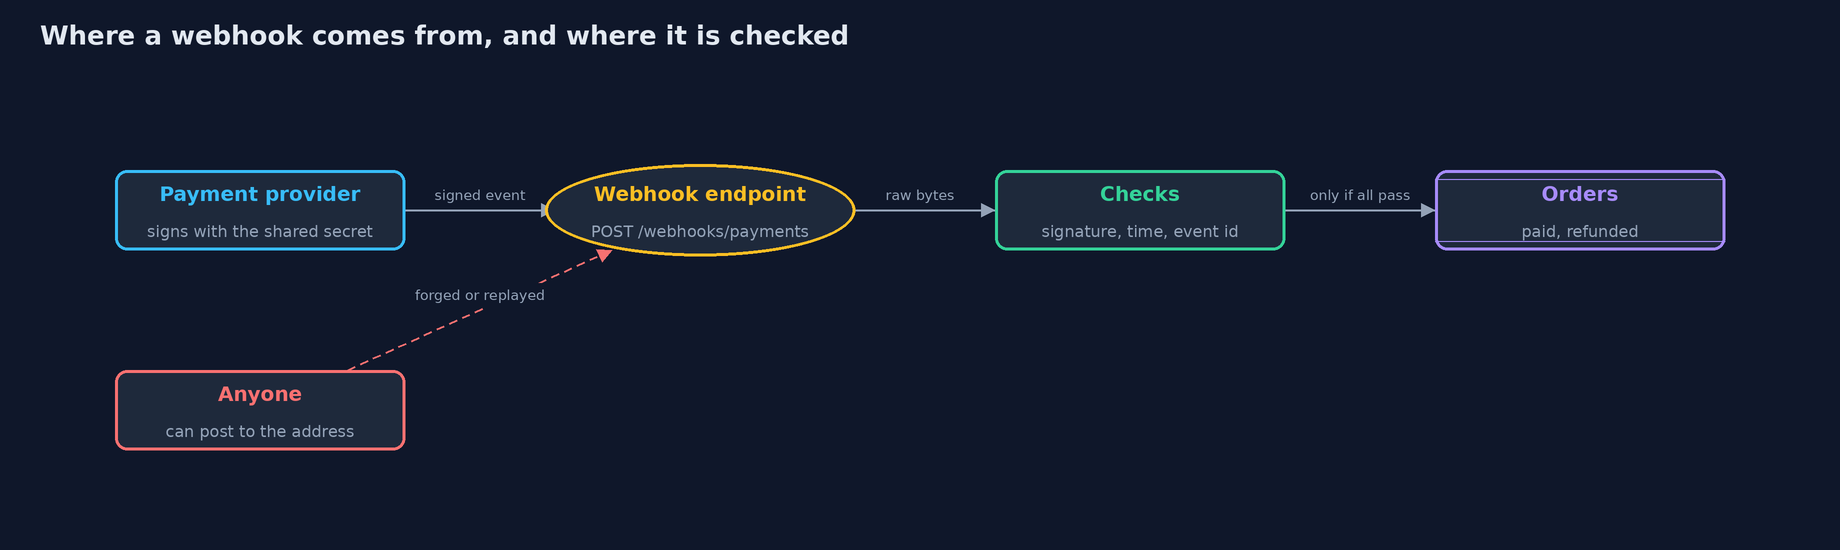 Where a webhook comes from, and where it is checked
Payment provider
signs with the shared secret
signed event
Webhook endpoint
POST /webhooks/payments
raw bytes
Checks
signature, time, event id
only if all pass
Orders
paid, refunded
forged or replayed
Anyone
can post to the address